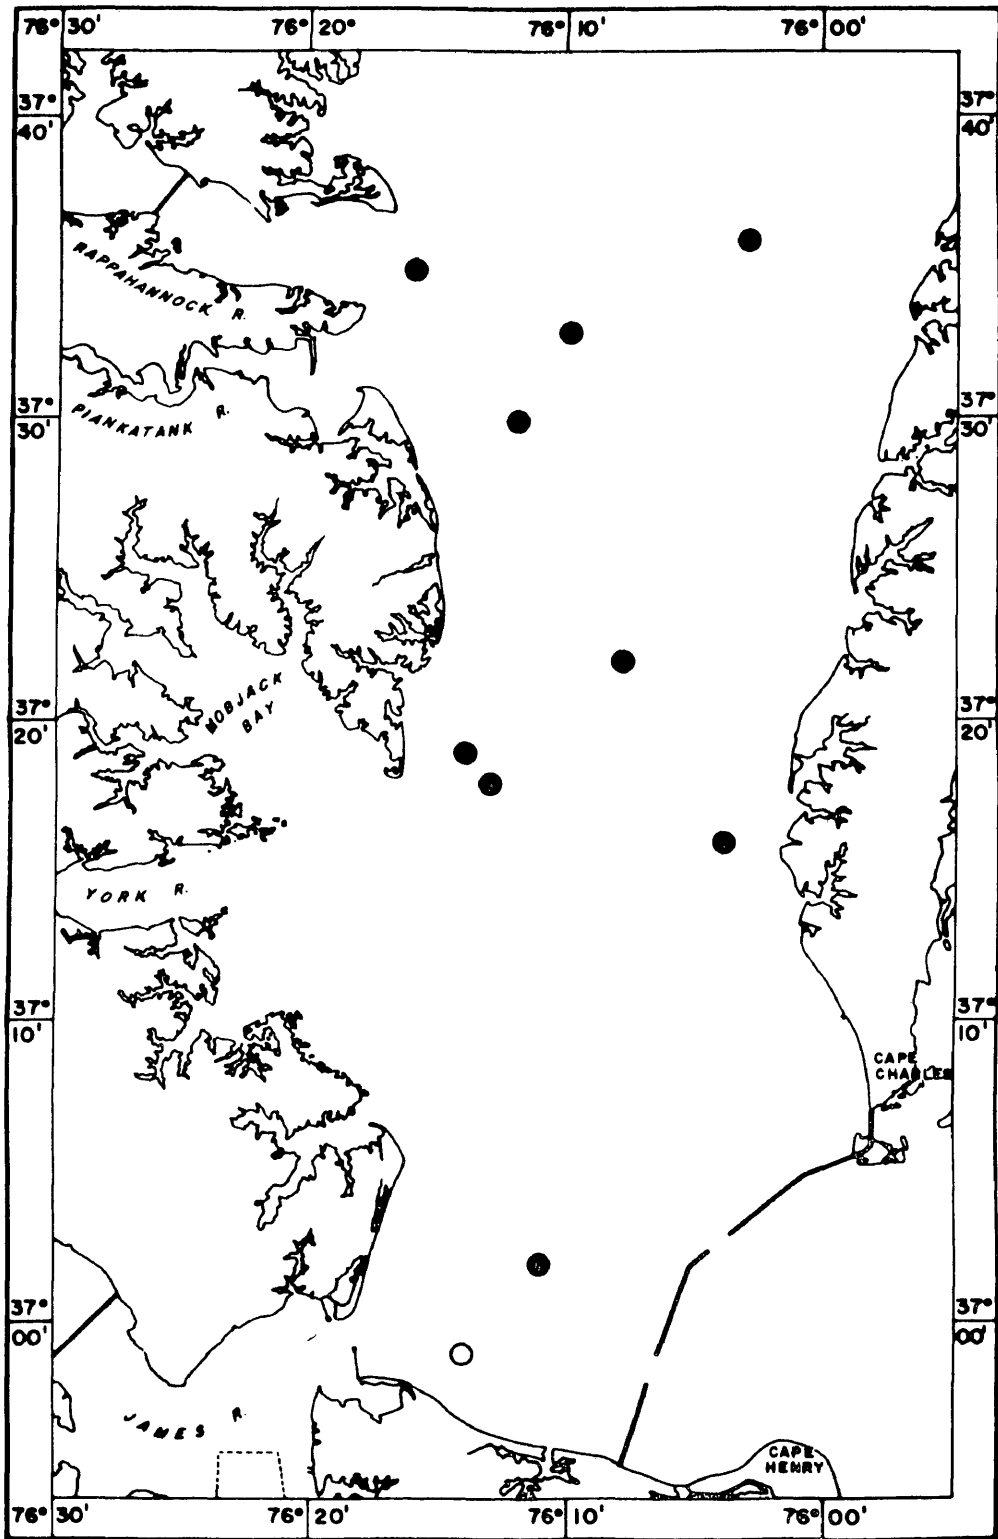 76° 30' 76° 20° 76° 10' 76° 00'
37° 37°
40' 40'
RAPPAHANNOCK R.
37° 37°
30' 30'
PIANKATANK R.
MOBJACK
BAY
37° 37°
20' 20'
YORK R.
37° 37°
10' 10'
CAPE
CHARLES
37° 37°
00' 00'
JAMES R.
CAPE
HENRY
76° 30' 76° 20' 76° 10' 76° 00'